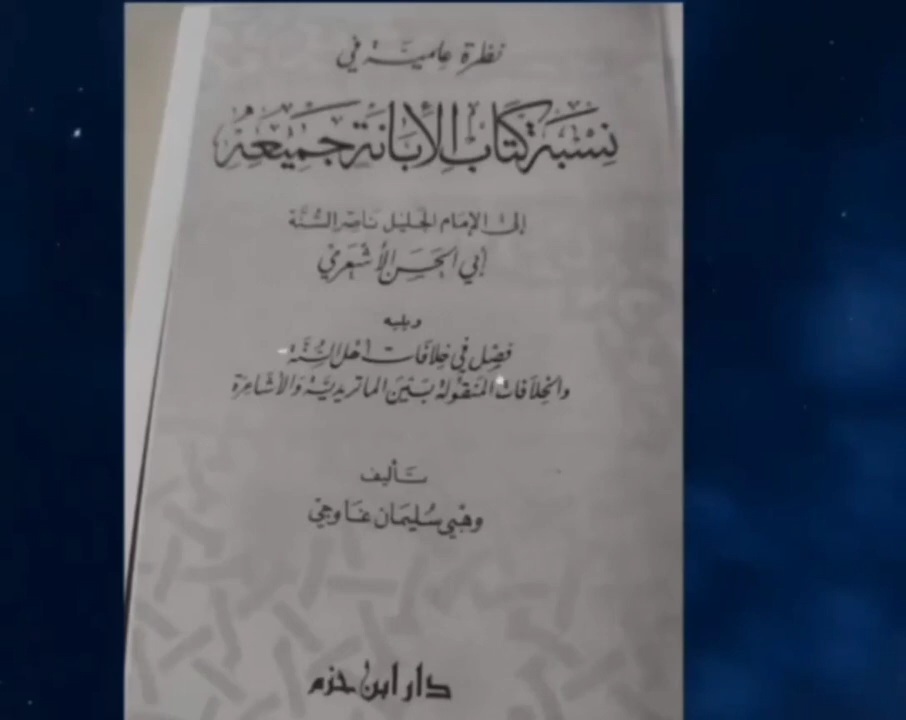 نظرة علمية في
نسبة كتاب الإبانة جميعه
إلى الإمام الجليل ناصر السنة
أبي الحسن الأشعري
ويليه
فصل في خلافات أهل السنة
والخلافات المنقولة بين الماتريدية والأشاعرة
تأليف
وهبي سليمان غاوجي
دار ابن حزم